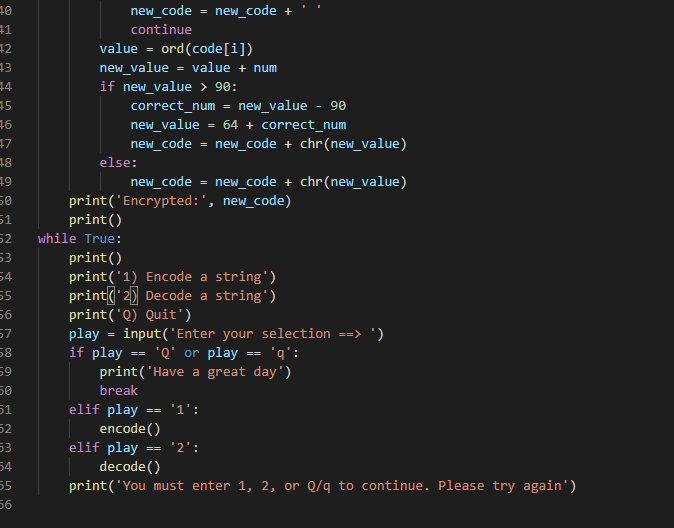 40 new_code = new_code + ' '
41 continue
42 value = ord(code[i])
43 new_value = value + num
44 if new_value > 90:
45 correct_num = new_value - 90
46 new_value = 64 + correct_num
47 new_code = new_code + chr(new_value)
48 else:
49 new_code = new_code + chr(new_value)
50 print('Encrypted:', new_code)
51 print()
52 while True:
53 print()
54 print('1) Encode a string')
55 print('2) Decode a string')
56 print('Q) Quit')
57 play = input('Enter your selection ==> ')
58 if play == 'Q' or play == 'q':
59 print('Have a great day')
60 break
61 elif play == '1':
62 encode()
63 elif play == '2':
64 decode()
65 print('You must enter 1, 2, or Q/q to continue. Please try again')
66